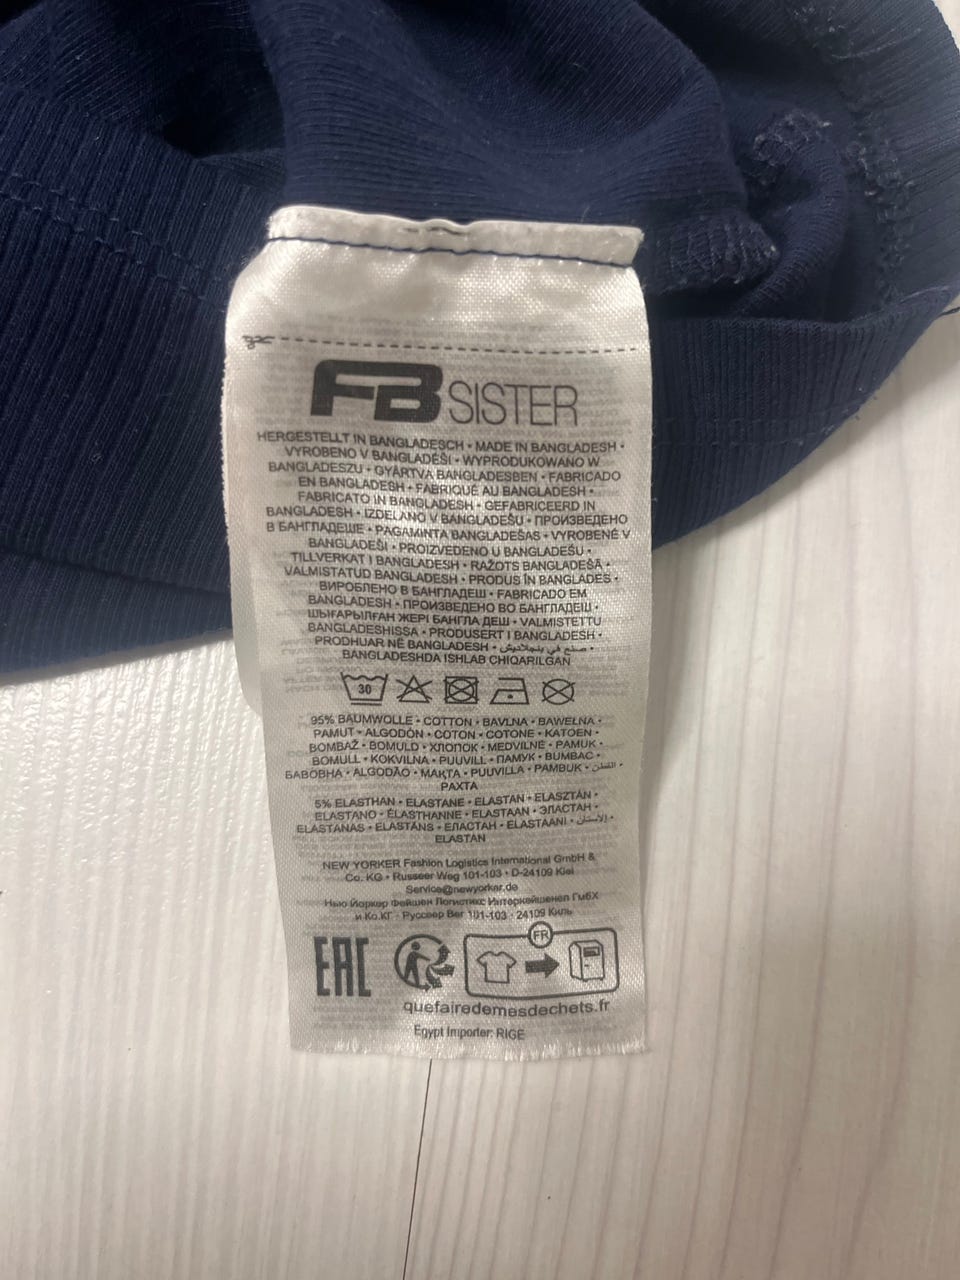 FB SISTER
HERGESTELLT IN BANGLADESCH • MADE IN BANGLADESH •
VYROBENO V BANGLADÉŠI • WYPRODUKOWANO W
BANGLADESZU • GYÁRTVA BANGLADESBEN • FABRICADO
EN BANGLADESH • FABRIQUÉ AU BANGLADESH •
FABRICATO IN BANGLADESH • GEFABRICEERD IN
BANGLADESH • IZDELANO V BANGLADEŠU • ПРОИЗВЕДЕНО
В БАНГЛАДЕШЕ • PAGAMINTA BANGLADEŠAS • VYROBENÉ V
BANGLADÉŠI • PROIZVEDENO U BANGLADEŠU •
TILLVERKAT I BANGLADESH • RAŽOTS BANGLADEŠĀ •
VALMISTATUD BANGLADESH • PRODUS ÎN BANGLADES •
ВИРОБЛЕНО В БАНГЛАДЕШ • FABRICADO EM
BANGLADESH • ПРОИЗВЕДЕНО ВО БАНГЛАДЕШ •
ШЫҒАРЫЛҒАН ЖЕРІ БАНГЛА ДЕШ • VALMISTETTU
BANGLADESHISSA • PRODUSERT I BANGLADESH •
PRODHUAR NË BANGLADESH • صنع في بنجلاديش •
BANGLADESHDA ISHLAB CHIQARILGAN
30
95% BAUMWOLLE • COTTON • BAVLNA • BAWEŁNA •
PAMUT • ALGODÓN • COTON • COTONE • KATOEN •
BOMBAŽ • BOMULD • ХЛОПОК • MEDVILNĖ • PAMUK •
BOMULL • KOKVILNA • PUUVILL • ПАМУК • BUMBAC •
БАВОВНА • ALGODÃO • МАҚТА • PUUVILLA • PAMBUK • القطن •
PAXTA
5% ELASTHAN • ELASTANE • ELASTAN • ELASZTÁN •
ELASTANO • ÉLASTHANNE • ELASTAAN • ЭЛАСТАН •
ELASTANAS • ELASTĀNS • ЕЛАСТАН • ELASTAANI • الإلاستان •
ELASTAN
NEW YORKER Fashion Logistics International GmbH &
Co. KG • Russeer Weg 101-103 • D-24109 Kiel
Service@newyorker.de
Нью Йоркер Фейшен Логистикс Интернейшенел ГмбХ
и Ко.КГ · Руссеер Вег 101-103 · 24109 Киль
EAC
FR
quefairedemesdechets.fr
Egypt Importer: RIGE